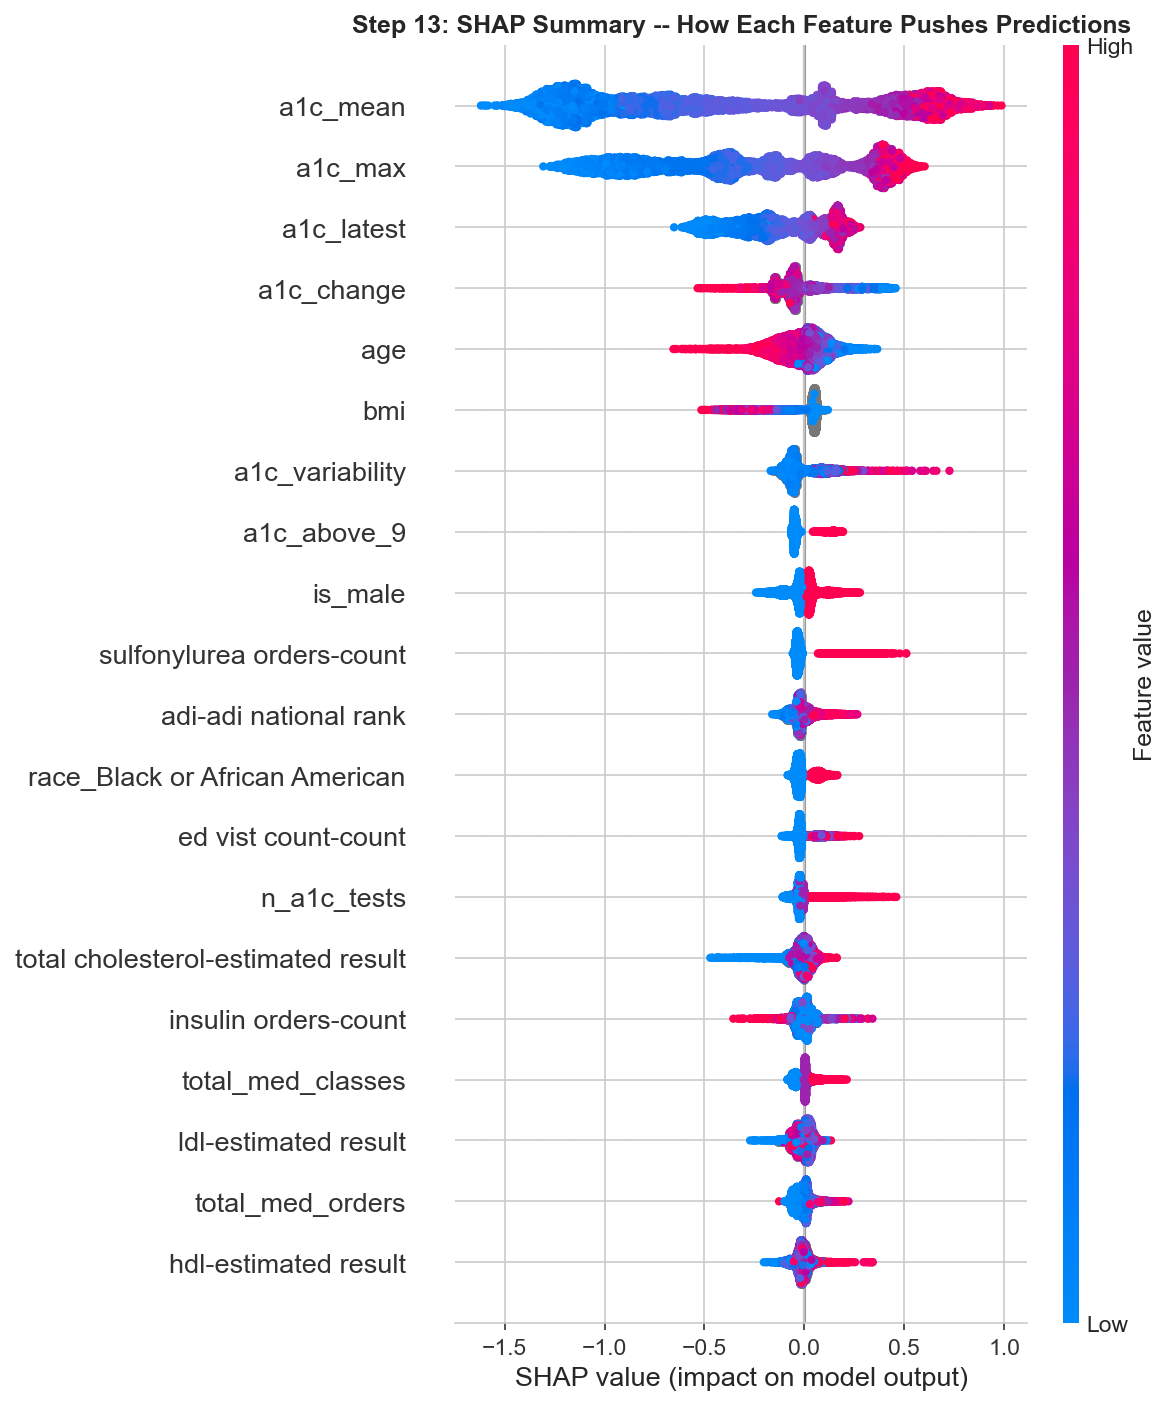 Step 13: SHAP Summary -- How Each Feature Pushes Predictions
High
a1c_mean
a1c_max
a1c_latest
a1c_change
age
bmi
a1c_variability
a1c_above_9
is_male
sulfonylurea orders-count
adi-adi national rank
race_Black or African American
ed vist count-count
n_a1c_tests
total cholesterol-estimated result
insulin orders-count
total_med_classes
ldl-estimated result
total_med_orders
hdl-estimated result
Feature value
Low
−1.5 −1.0 −0.5 0.0 0.5 1.0
SHAP value (impact on model output)